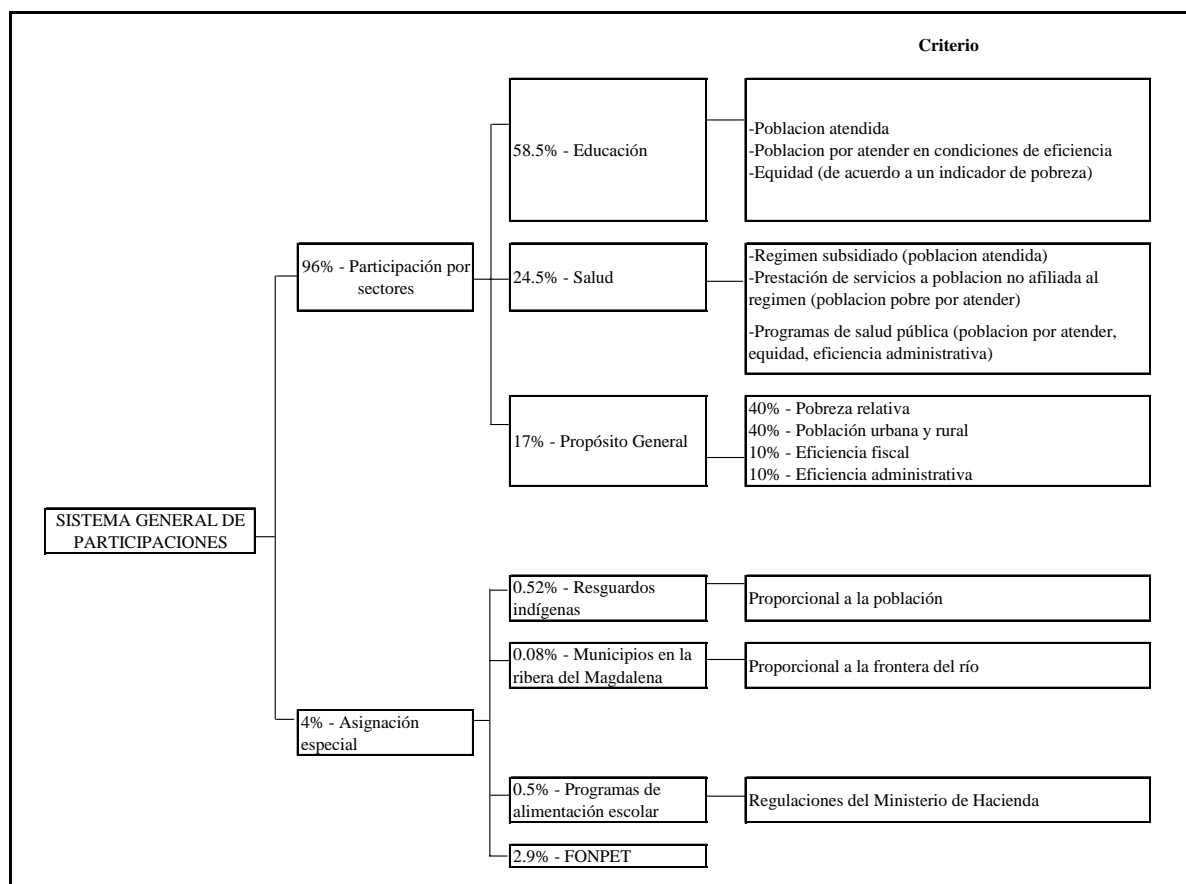 Criterio
58.5% - Educación
-Poblacion atendida
-Poblacion por atender en condiciones de eficiencia
-Equidad (de acuerdo a un indicador de pobreza)
96% - Participación por
sectores
24.5% - Salud
-Regimen subsidiado (poblacion atendida)
-Prestación de servicios a poblacion no afiliada al
regimen (poblacion pobre por atender)
-Programas de salud pública (poblacion por atender,
equidad, eficiencia administrativa)
17% - Propósito General
40% - Pobreza relativa
40% - Población urbana y rural
10% - Eficiencia fiscal
10% - Eficiencia administrativa
SISTEMA GENERAL DE
PARTICIPACIONES
0.52% - Resguardos
indígenas
Proporcional a la población
0.08% - Municipios en la
ribera del Magdalena
Proporcional a la frontera del río
4% - Asignación
especial
0.5% - Programas de
alimentación escolar
Regulaciones del Ministerio de Hacienda
2.9% - FONPET